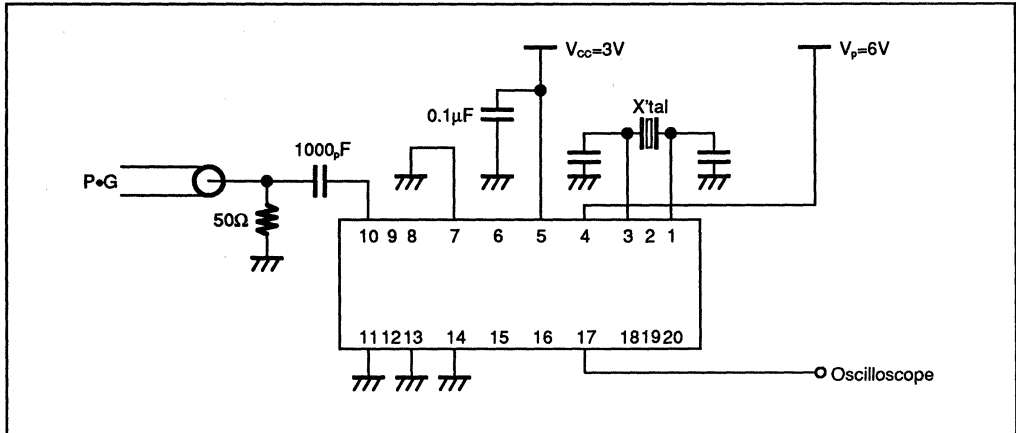 V_CC=3V
V_p=6V
X'tal
0.1µF
1000pF
P•G
50Ω
10 9 8 7 6 5 4 3 2 1
11 12 13 14 15 16 17 18 19 20
Oscilloscope